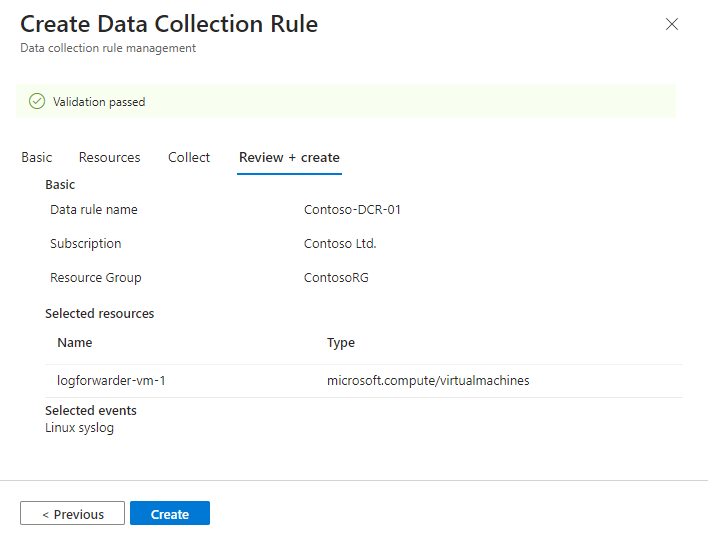 Create Data Collection Rule
Data collection rule management
Validation passed
Basic Resources Collect Review + create
Basic
Data rule name Contoso-DCR-01
Subscription Contoso Ltd.
Resource Group ContosoRG
Selected resources
Name Type
logforwarder-vm-1 microsoft.compute/virtualmachines
Selected events
Linux syslog
< Previous Create